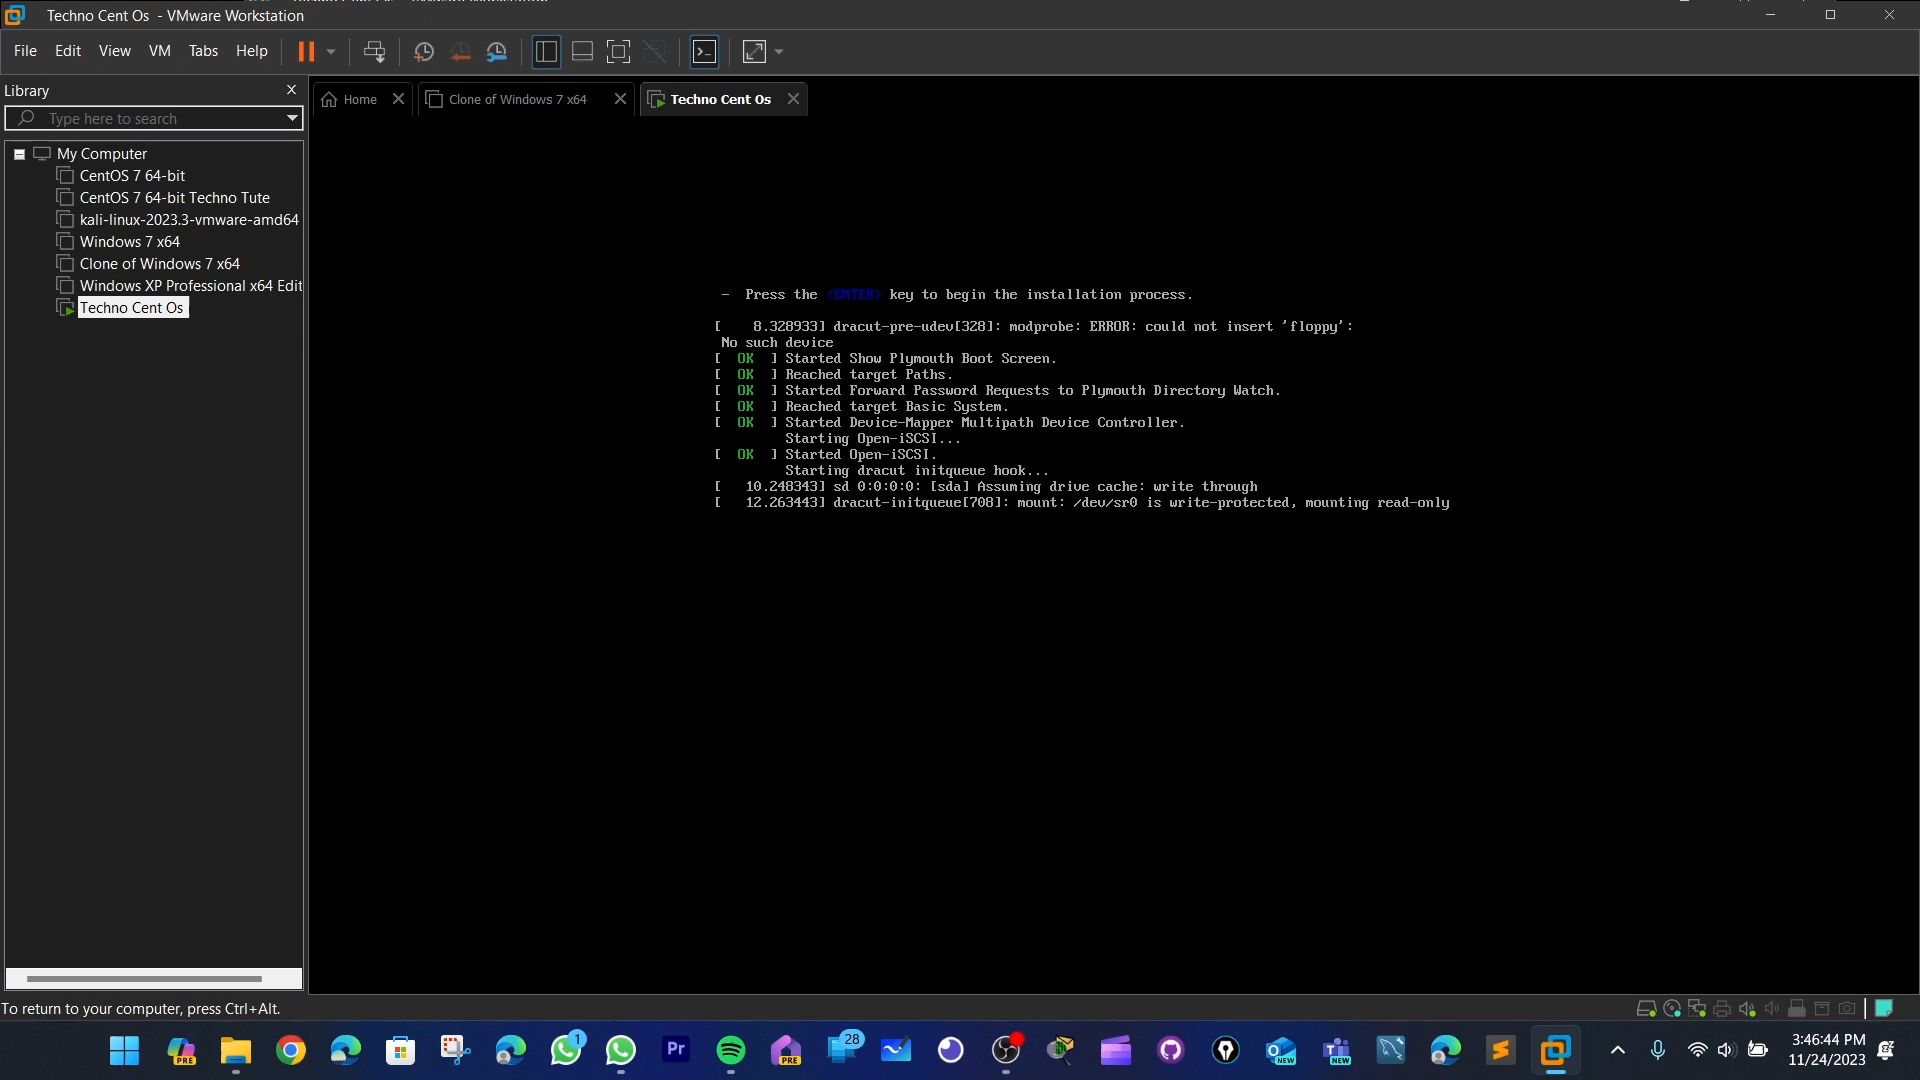 Techno Cent Os - VMware Workstation
File Edit View VM Tabs Help
Library
Type here to search
My Computer
CentOS 7 64-bit
CentOS 7 64-bit Techno Tute
kali-linux-2023.3-vmware-amd64
Windows 7 x64
Clone of Windows 7 x64
Windows XP Professional x64 Edit
Techno Cent Os
Home
Clone of Windows 7 x64
Techno Cent Os
- Press the <ENTER> key to begin the installation process.
[ 8.328933] dracut-pre-udev[328]: modprobe: ERROR: could not insert 'floppy':
No such device
[ OK ] Started Show Plymouth Boot Screen.
[ OK ] Reached target Paths.
[ OK ] Started Forward Password Requests to Plymouth Directory Watch.
[ OK ] Reached target Basic System.
[ OK ] Started Device-Mapper Multipath Device Controller.
Starting Open-iSCSI...
[ OK ] Started Open-iSCSI.
Starting dracut initqueue hook...
[ 10.248343] sd 0:0:0:0: [sda] Assuming drive cache: write through
[ 12.263443] dracut-initqueue[708]: mount: /dev/sr0 is write-protected, mounting read-only
To return to your computer, press Ctrl+Alt.
PRE
1
Pr
PRE
28
NEW
NEW
3:46:44 PM
11/24/2023